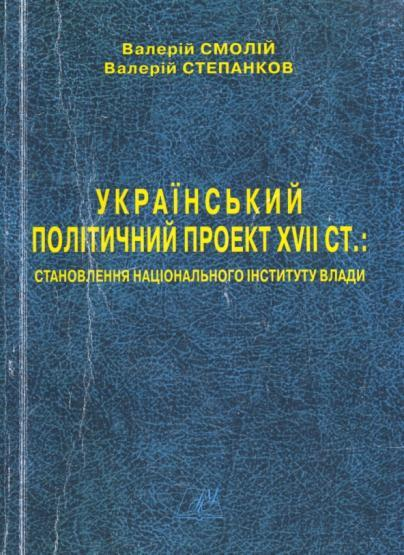 Валерій СМОЛІЙ
Валерій СТЕПАНКОВ
УКРАЇНСЬКИЙ
ПОЛІТИЧНИЙ ПРОЕКТ XVII СТ.:
СТАНОВЛЕННЯ НАЦІОНАЛЬНОГО ІНСТИТУТУ ВЛАДИ